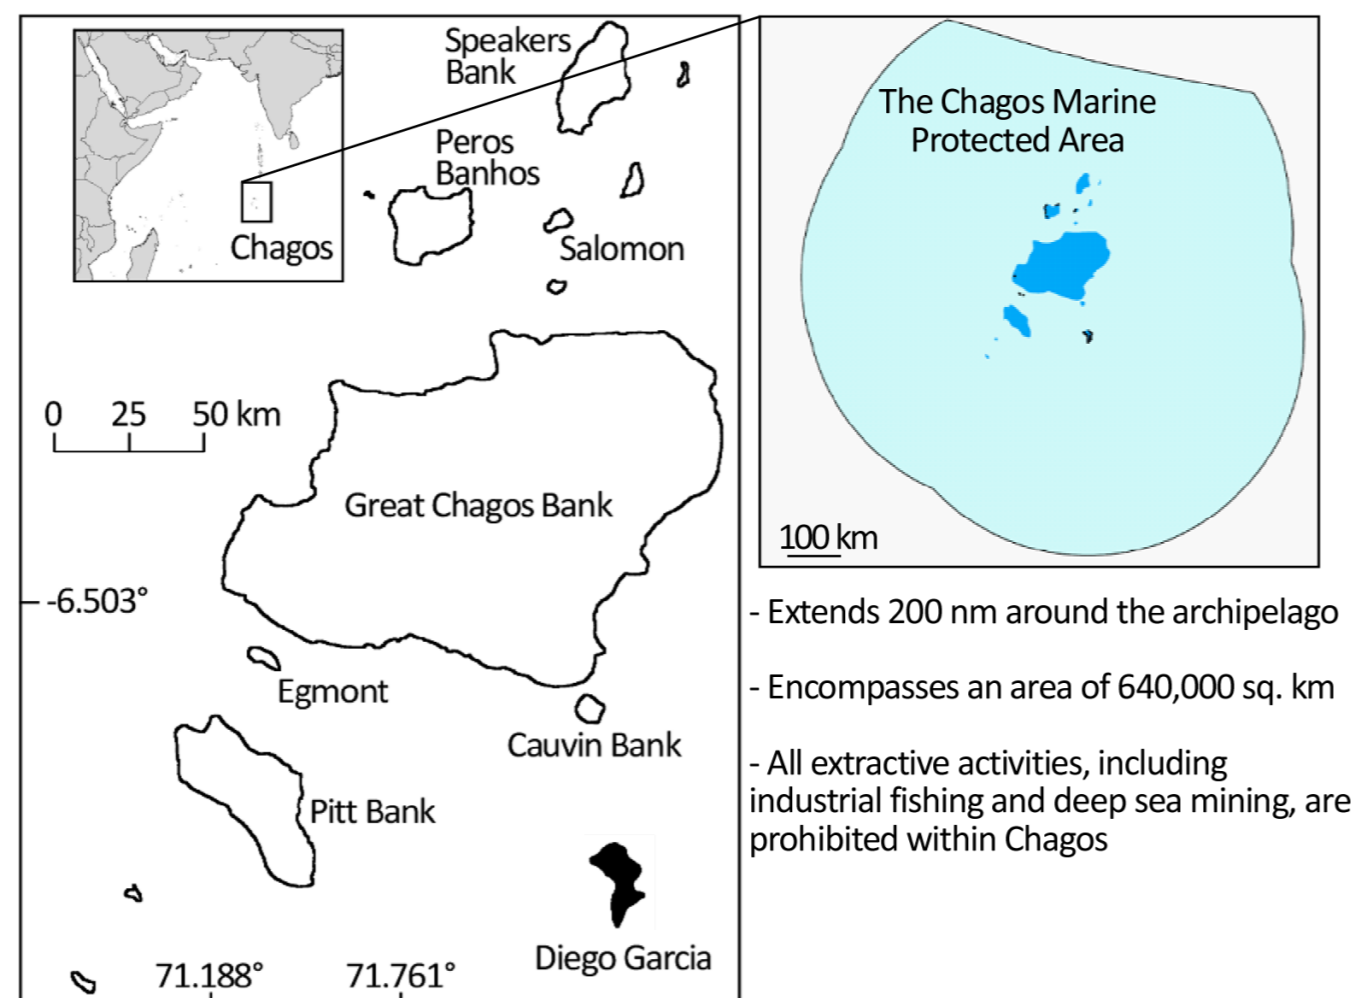 Speakers
Bank
Peros
Banhos
Chagos
Salomon
0 25 50 km
Great Chagos Bank
-6.503°
Egmont
Cauvin Bank
Pitt Bank
Diego Garcia
71.188° 71.761°
The Chagos Marine
Protected Area
100 km
- Extends 200 nm around the archipelago
- Encompasses an area of 640,000 sq. km
- All extractive activities, including
industrial fishing and deep sea mining, are
prohibited within Chagos